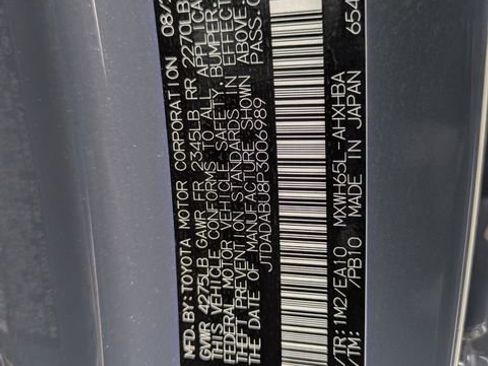 MFD. BY: TOYOTA MOTOR CORPORATION 08/
GVWR 4275LB GAWR FR 2345LB RR 2270LB
THIS VEHICLE CONFORMS TO ALL APPLICA
FEDERAL MOTOR VEHICLE SAFETY, BUMPER,
THEFT PREVENTION STANDARDS IN EFFECT
THE DATE OF MANUFACTURE SHOWN ABOVE.
JTDADABU8P3006989 PASS.
C/TR: 1M2/EA10 MXWH65L-AHXHBA
A/TM: /PB10 MADE IN JAPAN 654